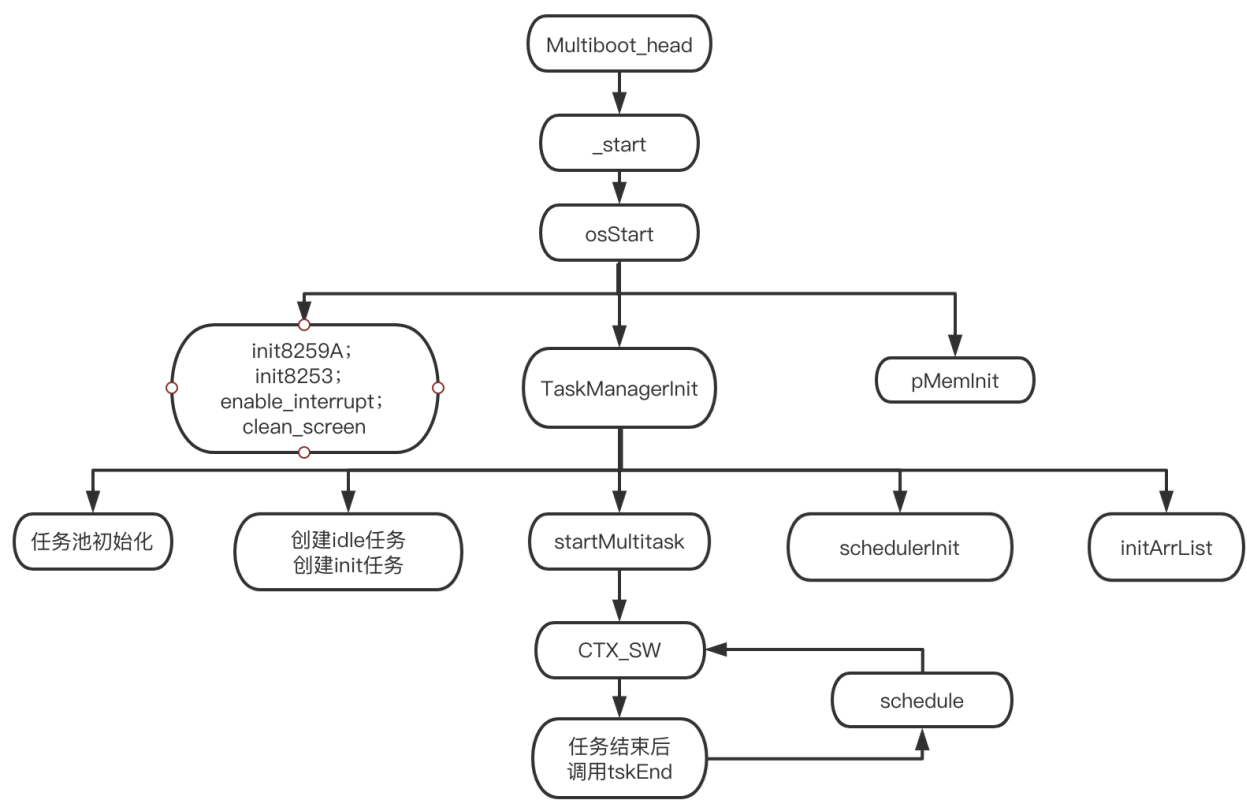 Multiboot_head
_start
osStart
init8259A；
init8253；
enable_interrupt；
clean_screen
TaskManagerInit
pMemInit
任务池初始化
创建idle任务
创建init任务
startMultitask
schedulerInit
initArrList
CTX_SW
schedule
任务结束后
调用tskEnd